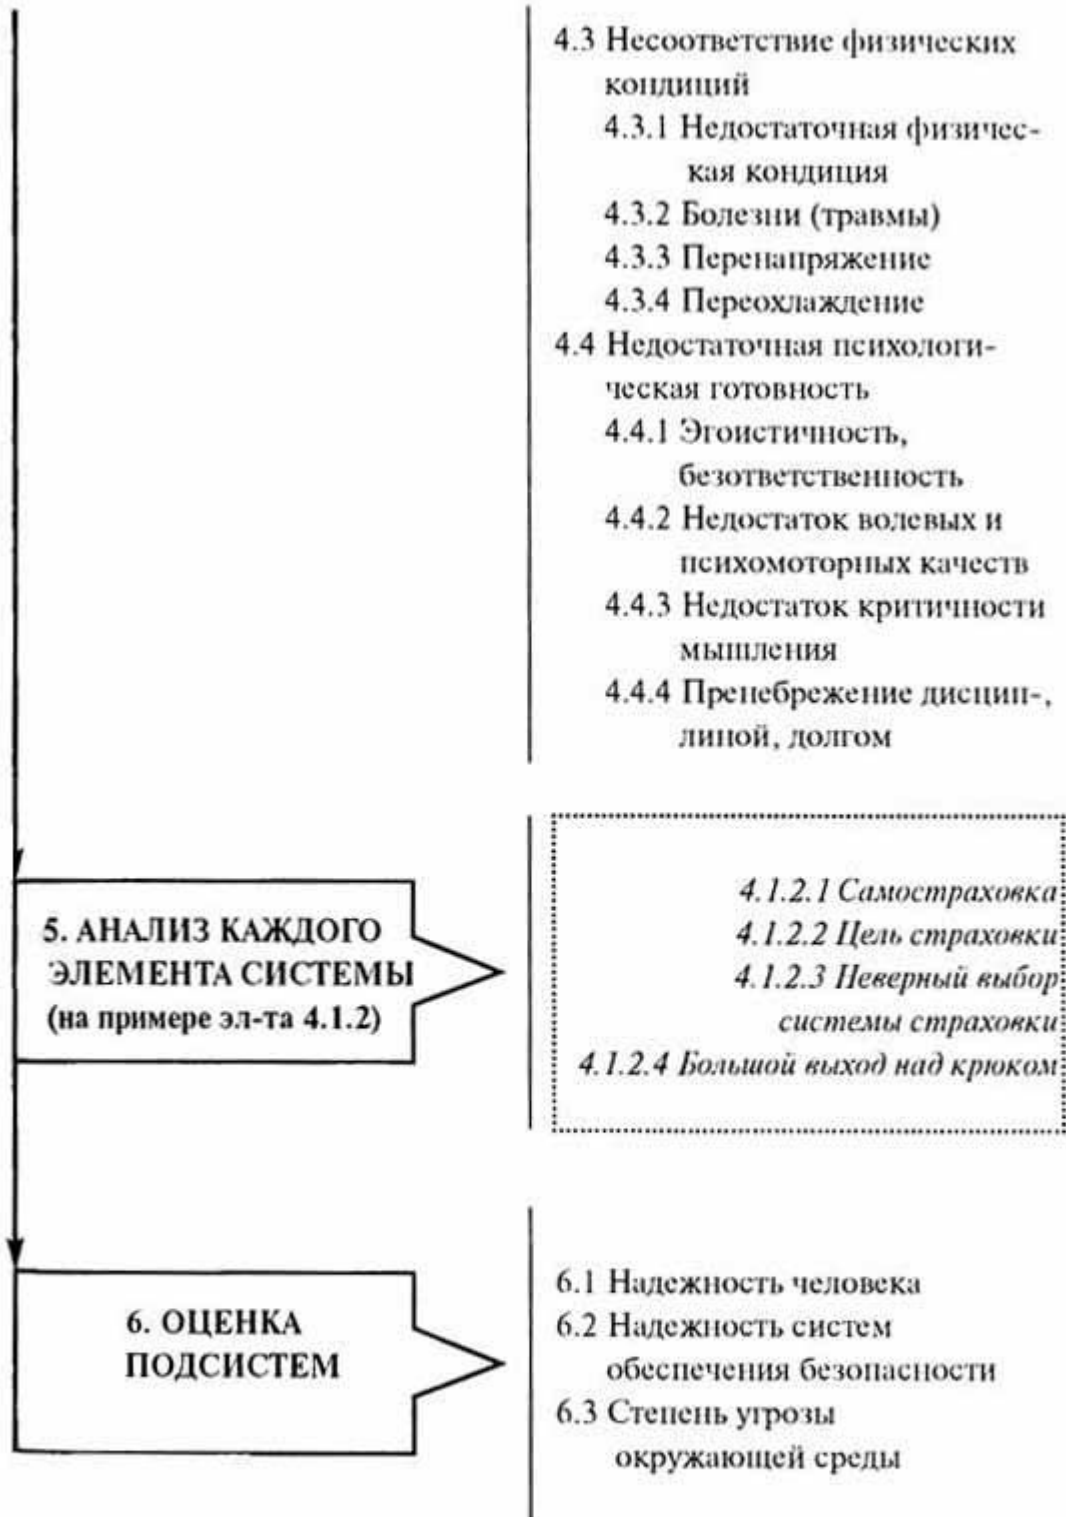 4.3 Несоответствие физических
кондиций
4.3.1 Недостаточная физичес-
кая кондиция
4.3.2 Болезни (травмы)
4.3.3 Перенапряжение
4.3.4 Переохлаждение
4.4 Недостаточная психологи-
ческая готовность
4.4.1 Эгоистичность,
безответственность
4.4.2 Недостаток волевых и
психомоторных качеств
4.4.3 Недостаток критичности
мышления
4.4.4 Пренебрежение дисцип-,
линой, долгом
5. АНАЛИЗ КАЖДОГО
ЭЛЕМЕНТА СИСТЕМЫ
(на примере эл-та 4.1.2)
4.1.2.1 Самостраховка
4.1.2.2 Цель страховки
4.1.2.3 Неверный выбор
системы страховки
4.1.2.4 Большой выход над крюком
6. ОЦЕНКА
ПОДСИСТЕМ
6.1 Надежность человека
6.2 Надежность систем
обеспечения безопасности
6.3 Степень угрозы
окружающей среды